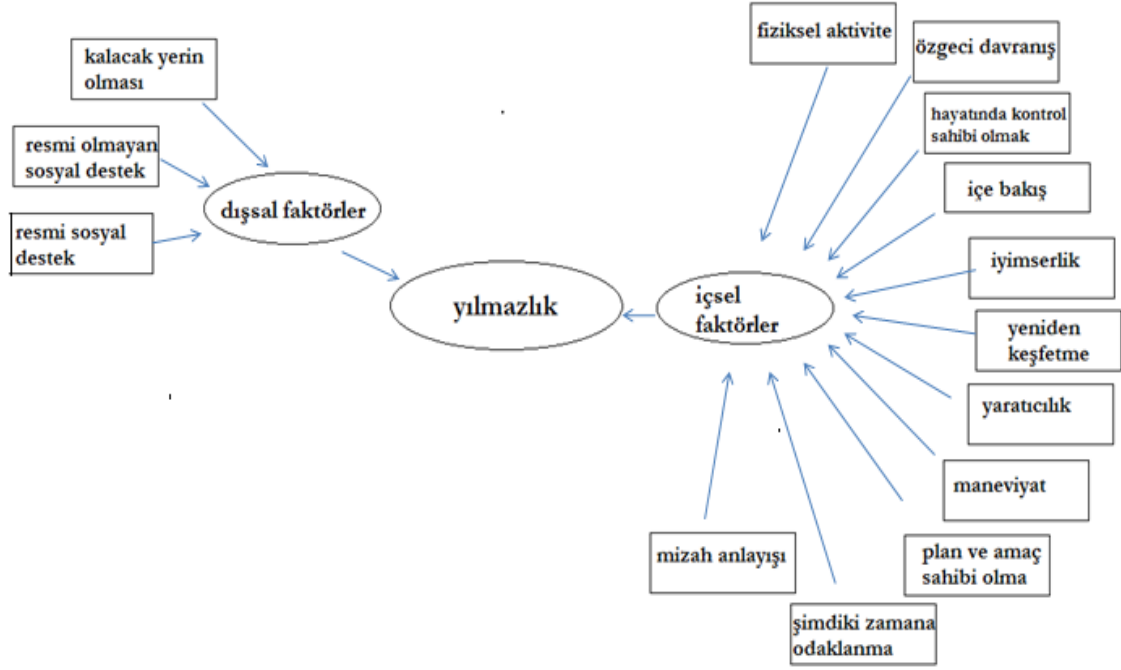 kalacak yerin
olması
resmi olmayan
sosyal destek
resmi sosyal
destek
dışsal faktörler
yılmazlık
içsel
faktörler
fiziksel aktivite
özgeci davranış
hayatında kontrol
sahibi olmak
içe bakış
iyimserlik
yeniden
keşfetme
yaratıcılık
maneviyat
plan ve amaç
sahibi olma
şimdiki zamana
odaklanma
mizah anlayışı